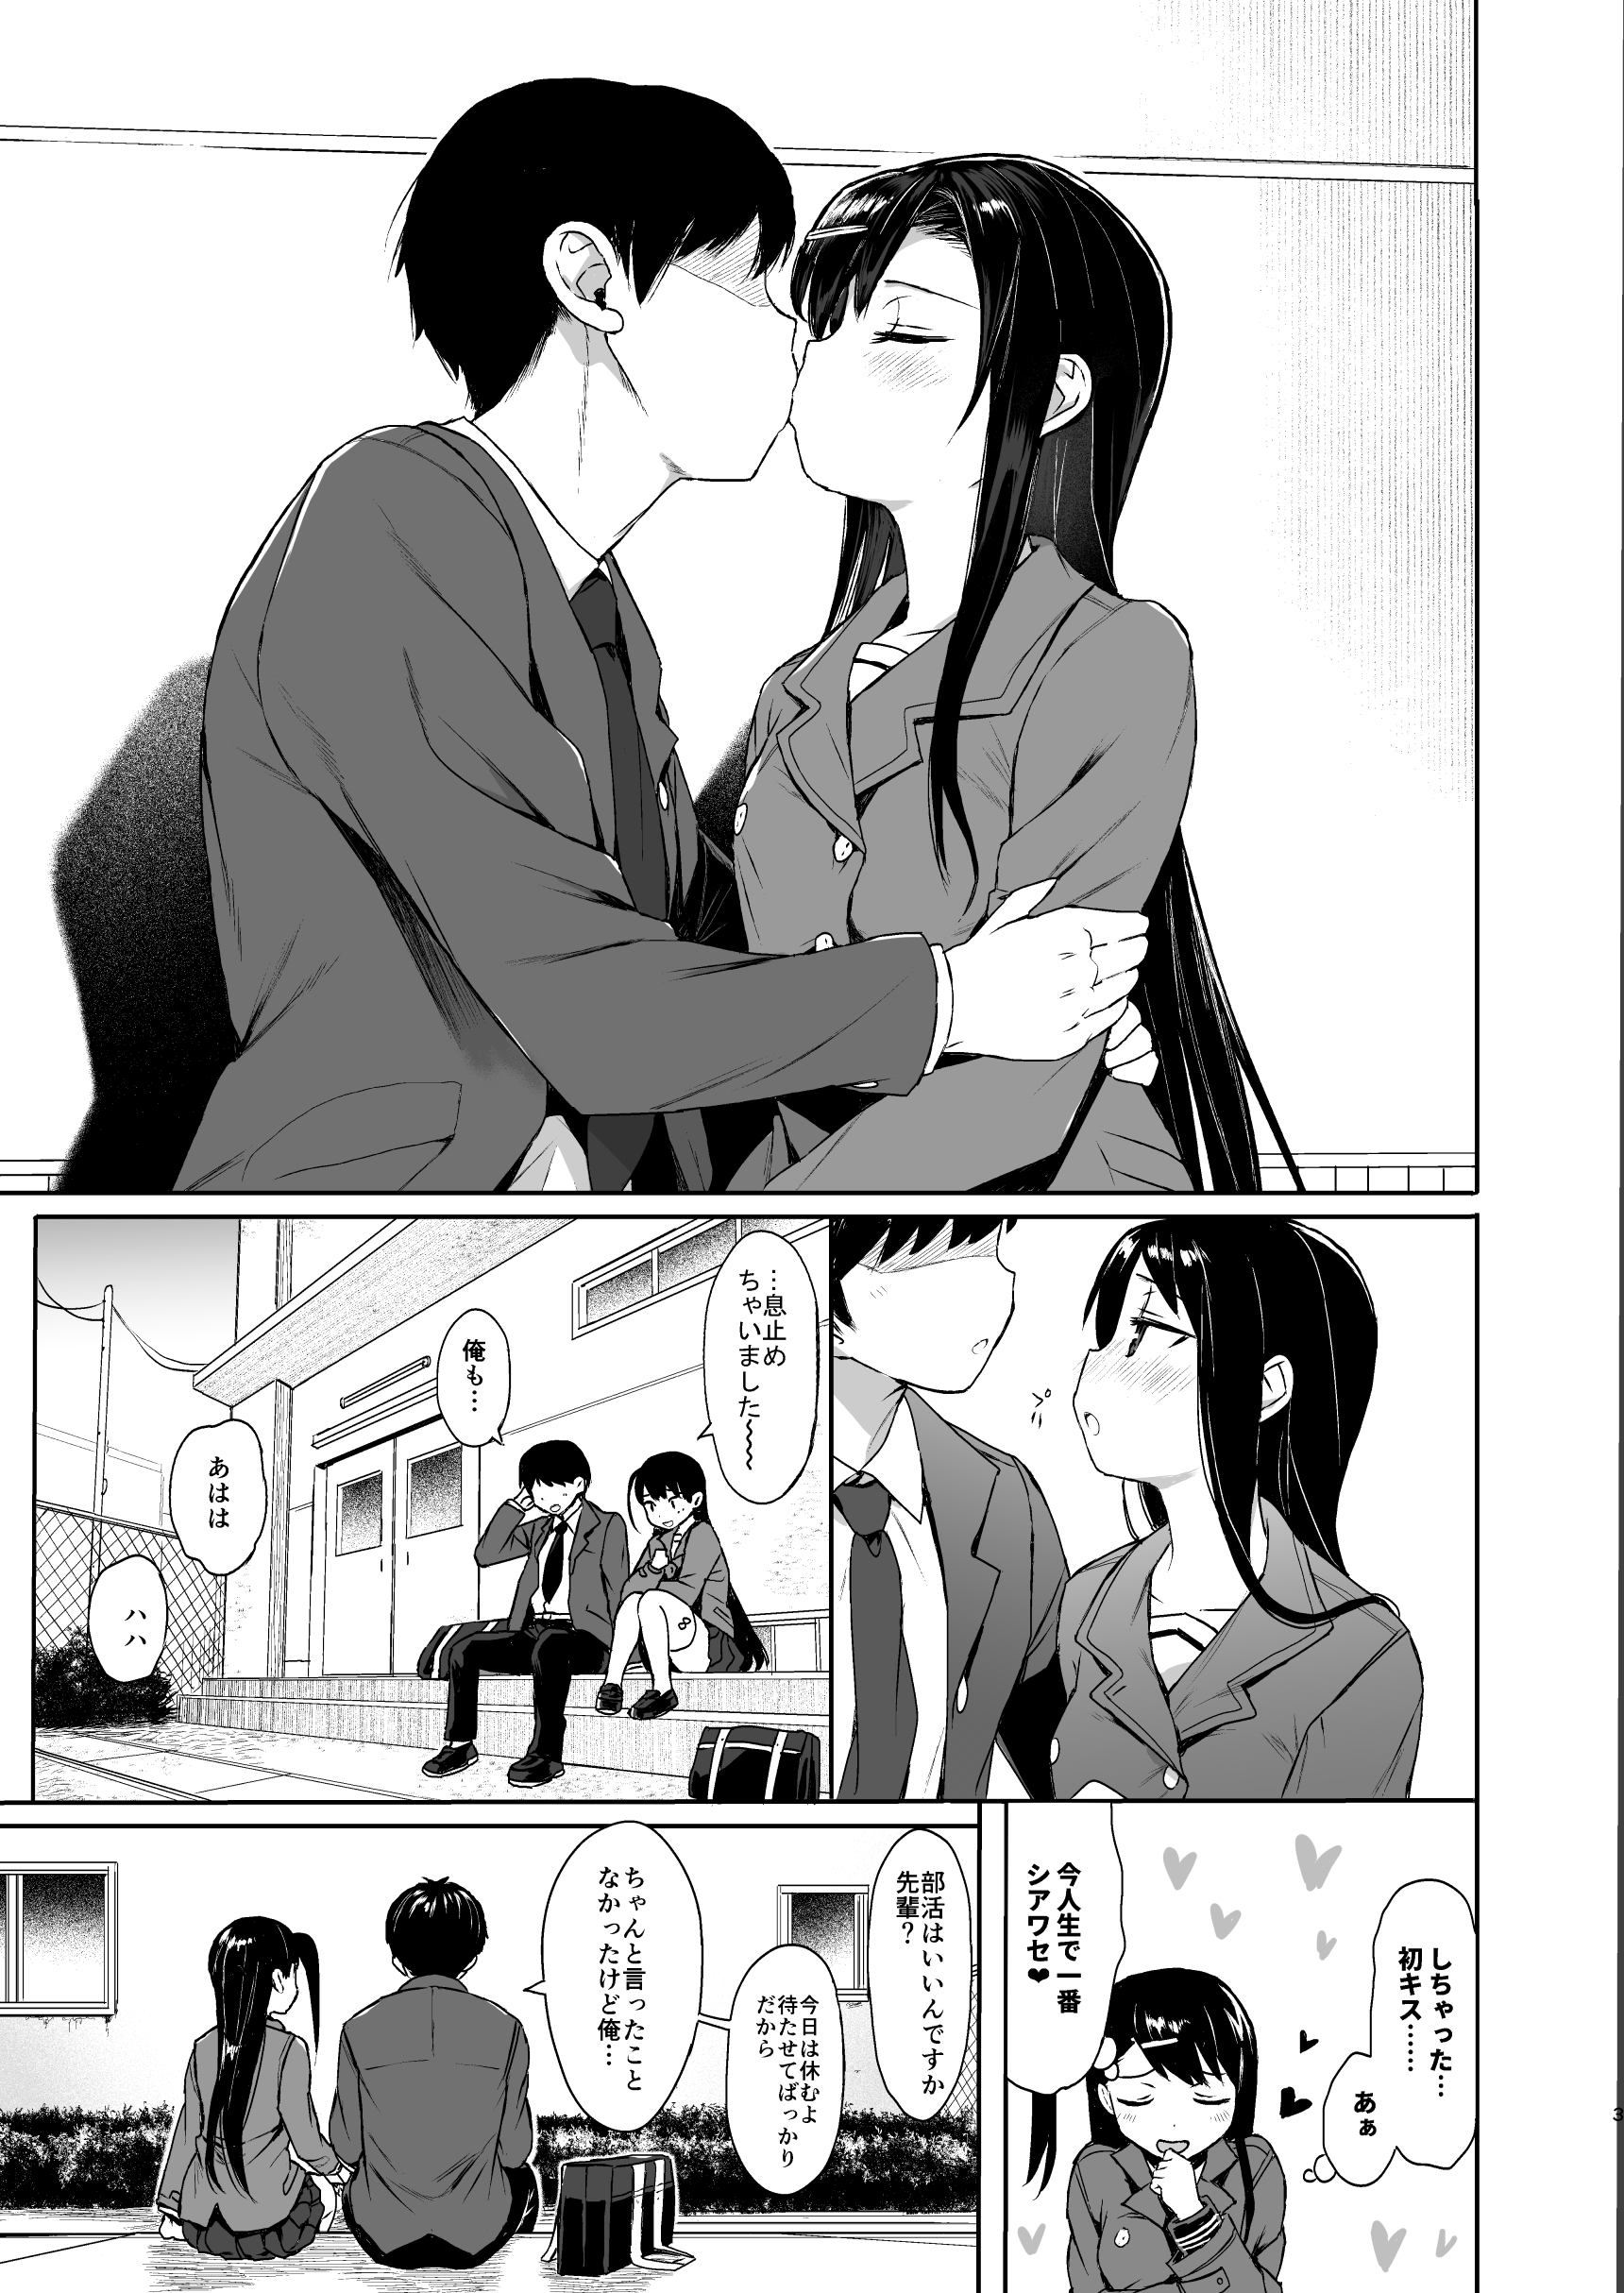 プ
ハ
…息止め
ちゃいました〜〜〜
俺も…
あはは
ハハ
しちゃった…
初キス……
あぁ
今人生で一番
シアワセ♥
部活はいいんですか
先輩？
今日は休むよ
待たせてばっかり
だから
ちゃんと言ったこと
なかったけど俺…
3